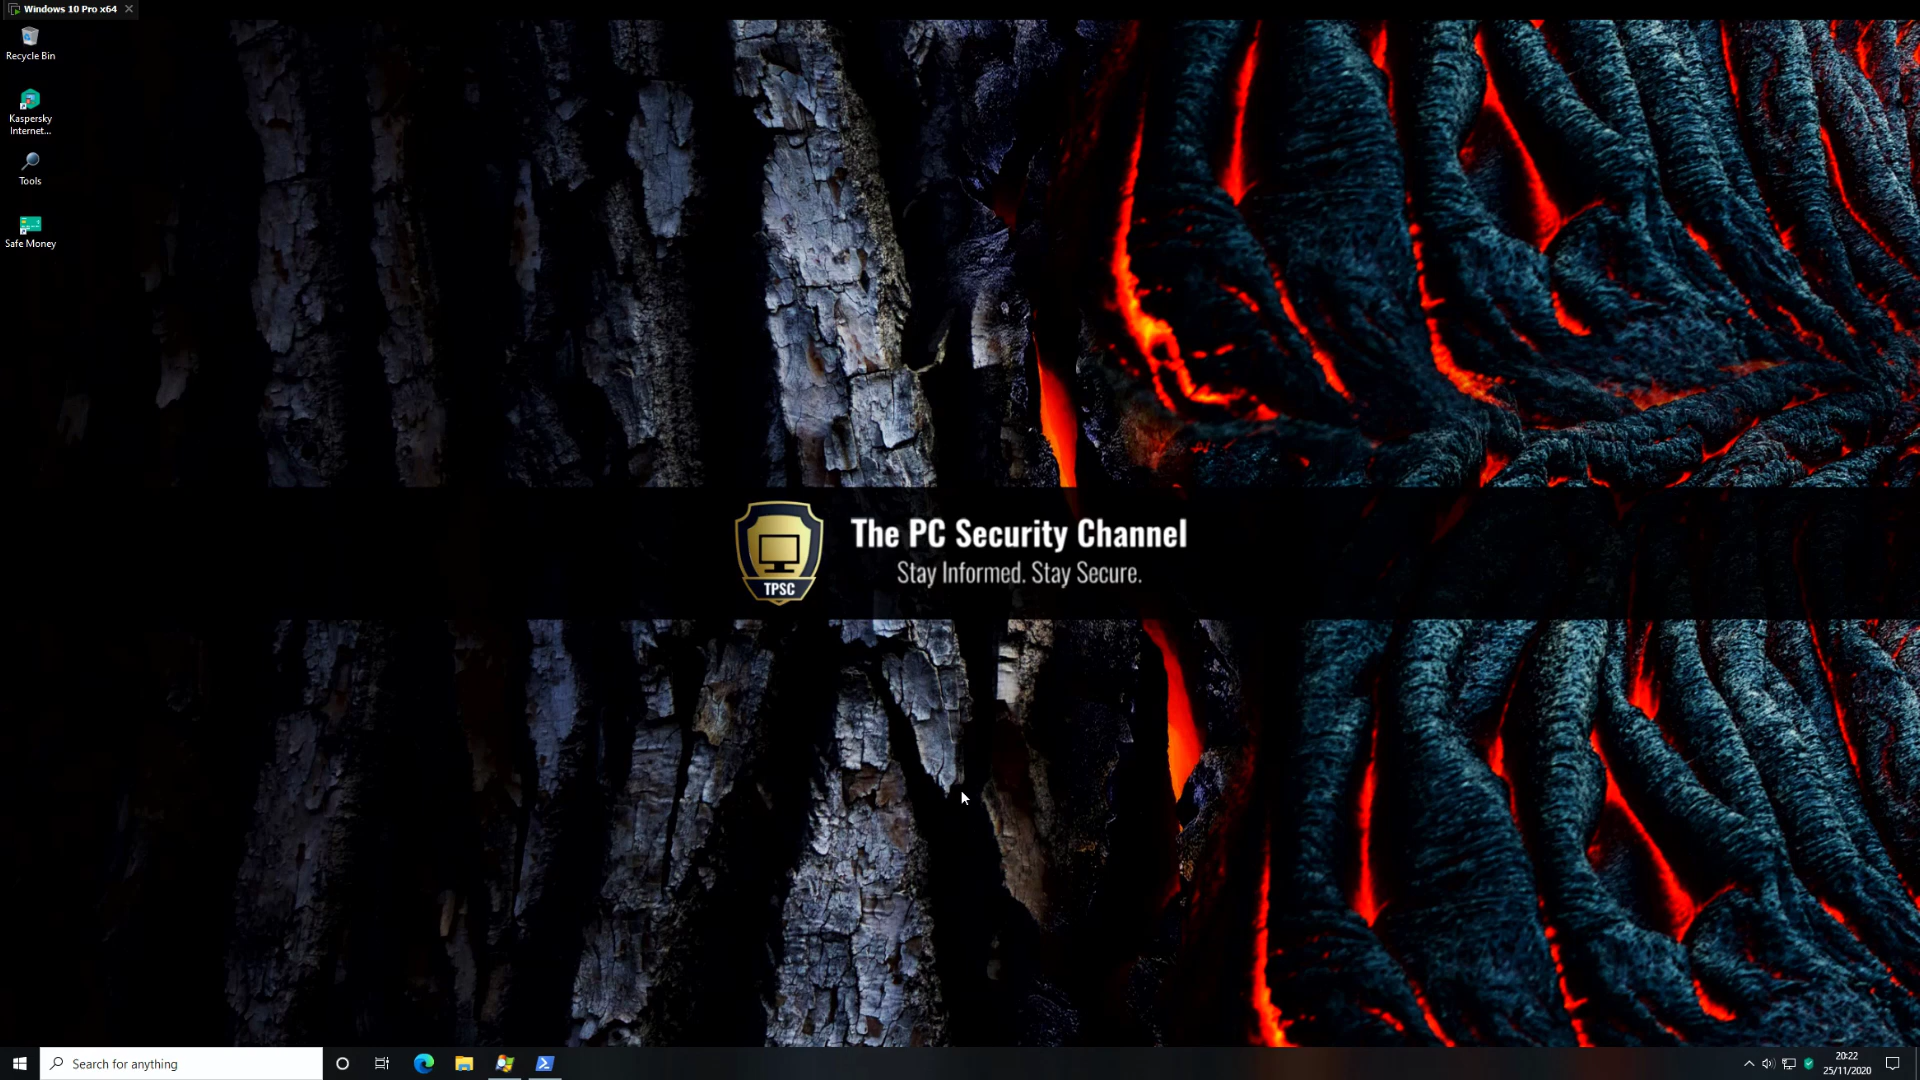 Windows 10 Pro x64
Recycle Bin
Kaspersky
Internet...
Tools
Safe Money
The PC Security Channel
Stay Informed. Stay Secure.
TPSC
Search for anything
20:22
25/11/2020